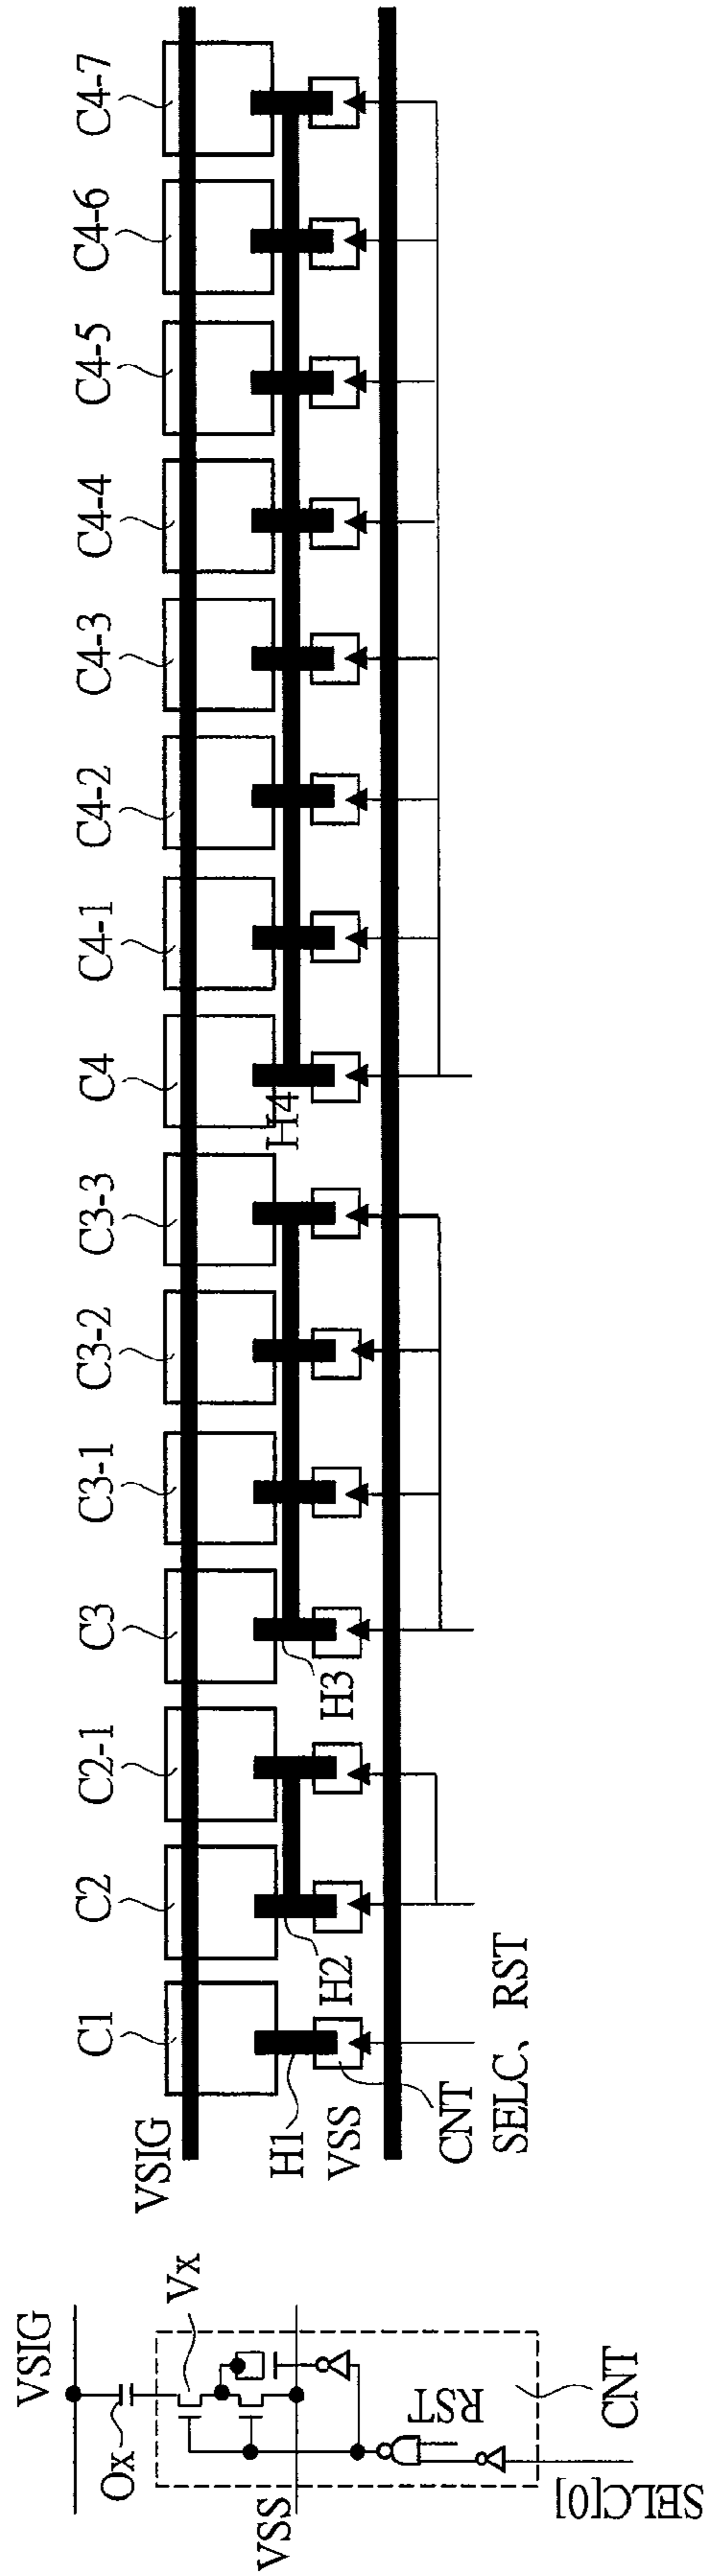 VSIG
Ox
Vx
VSS
RST
CNT
SELC[0]
C1
C2
C2-1
C3
C3-1
C3-2
C3-3
C4
C4-1
C4-2
C4-3
C4-4
C4-5
C4-6
C4-7
VSIG
H1
H2
H3
H4
VSS
CNT
SELC、RST